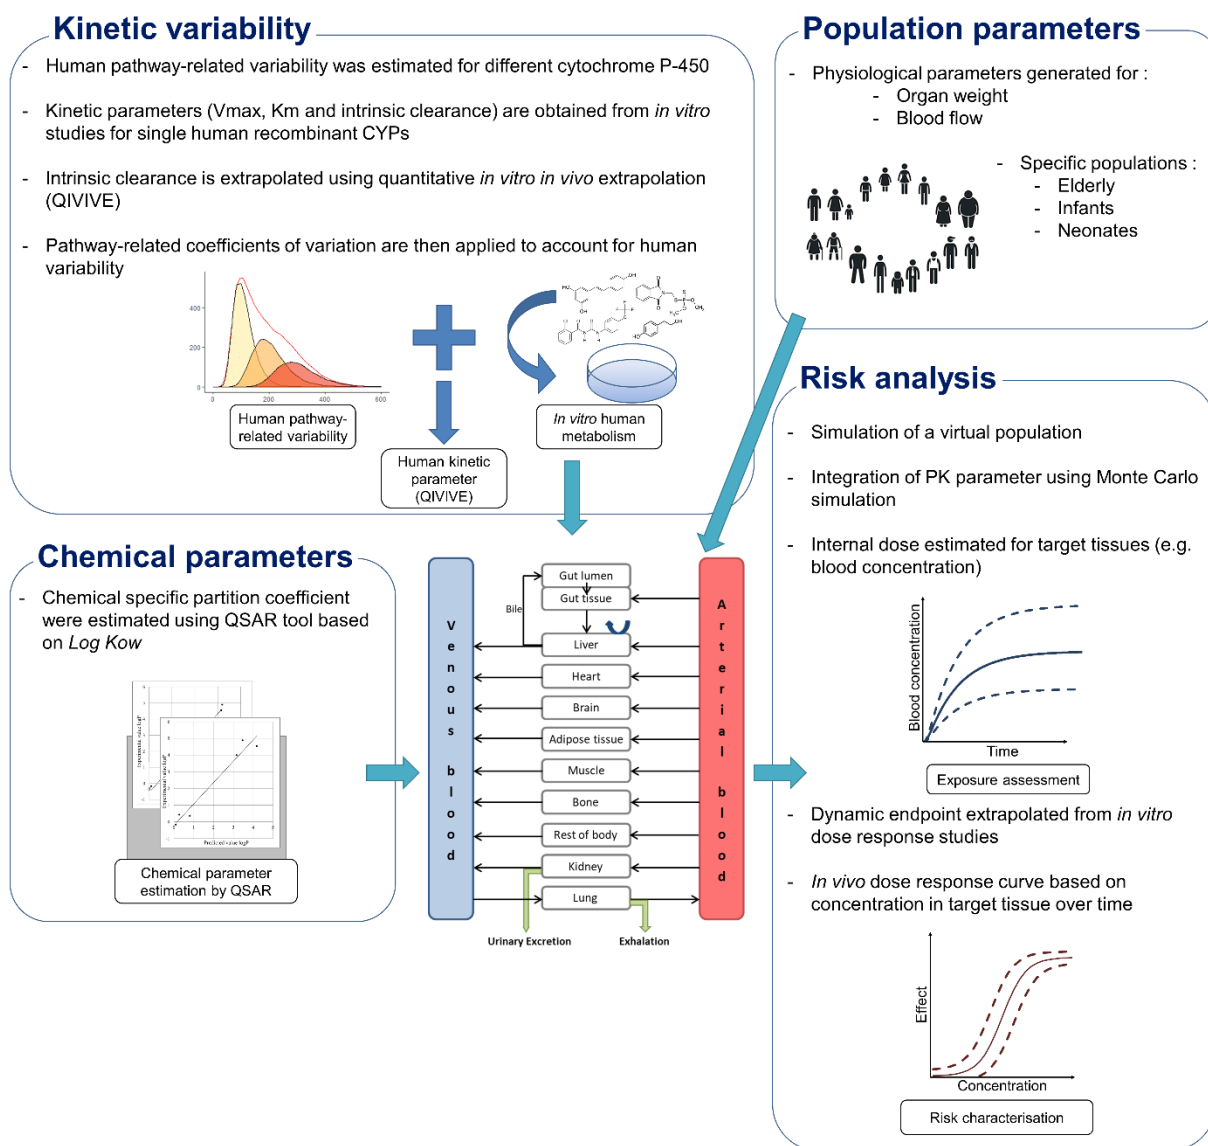 Kinetic variability
- Human pathway-related variability was estimated for different cytochrome P-450
- Kinetic parameters (Vmax, Km and intrinsic clearance) are obtained from in vitro
studies for single human recombinant CYPs
- Intrinsic clearance is extrapolated using quantitative in vitro in vivo extrapolation
(QIVIVE)
- Pathway-related coefficients of variation are then applied to account for human
variability
400
200
0
0
200
400
600
Human pathway-
related variability
In vitro human
metabolism
Human kinetic
parameter
(QIVIVE)
Population parameters
- Physiological parameters generated for :
- Organ weight
- Blood flow
- Specific populations :
- Elderly
- Infants
- Neonates
Chemical parameters
- Chemical specific partition coefficient
were estimated using QSAR tool based
on Log Kow
Experimental value logP
Experimental value logP
Predicted value logP
Chemical parameter
estimation by QSAR
Venous blood
Gut lumen
Gut tissue
Bile
Liver
Heart
Brain
Adipose tissue
Muscle
Bone
Rest of body
Kidney
Lung
Arterial blood
Urinary Excretion
Exhalation
Risk analysis
- Simulation of a virtual population
- Integration of PK parameter using Monte Carlo
simulation
- Internal dose estimated for target tissues (e.g.
blood concentration)
Blood concentration
Time
Exposure assessment
- Dynamic endpoint extrapolated from in vitro
dose response studies
- In vivo dose response curve based on
concentration in target tissue over time
Effect
Concentration
Risk characterisation